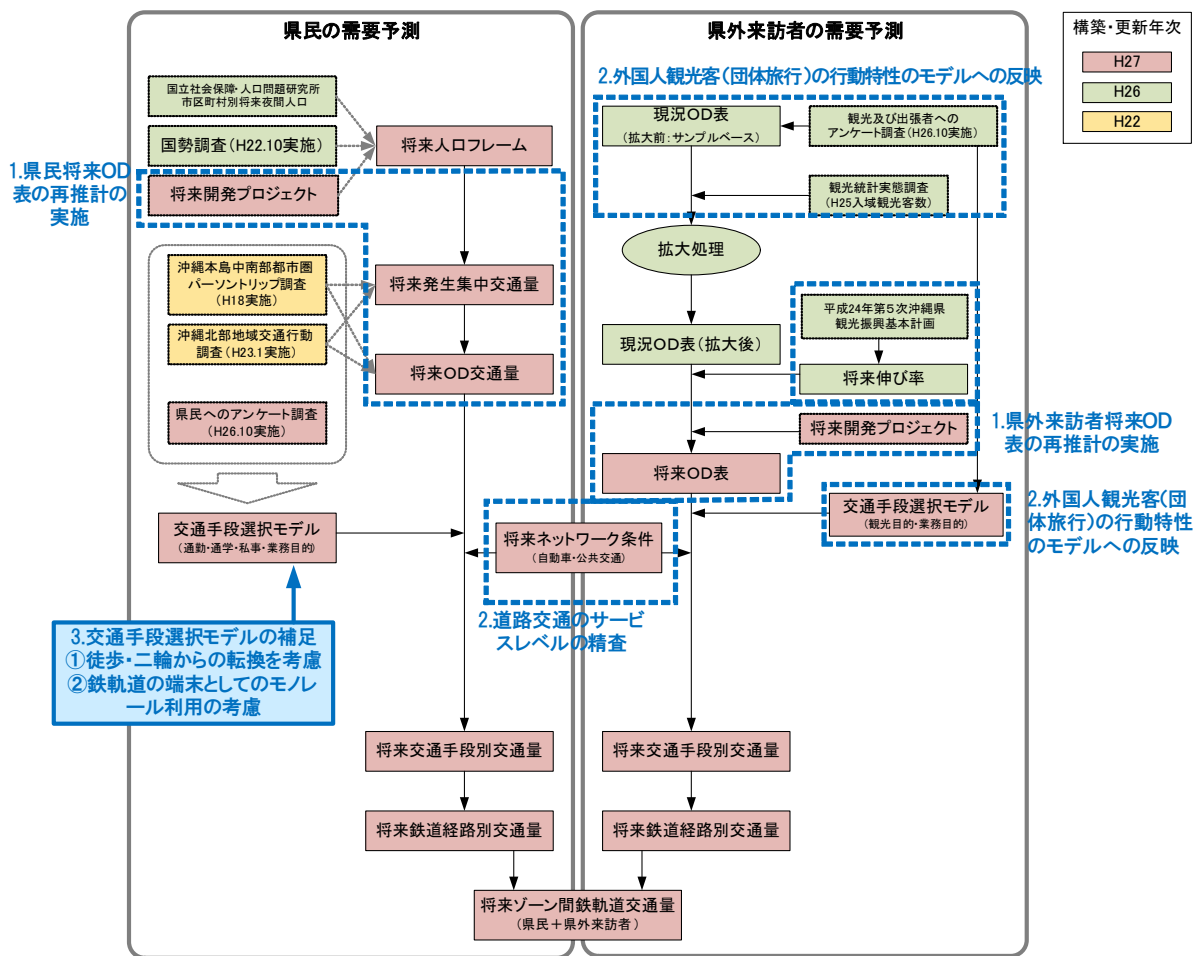 県民の需要予測
国立社会保障・人口問題研究所
市区町村別将来夜間人口
国勢調査(H22.10実施)
将来開発プロジェクト
将来人口フレーム
1.県民将来OD
表の再推計の
実施
沖縄本島中南部都市圏
パーソントリップ調査
(H18実施)
沖縄北部地域交通行動
調査(H23.1実施)
県民へのアンケート調査
(H26.10実施)
将来発生集中交通量
将来OD交通量
交通手段選択モデル
(通勤・通学・私事・業務目的)
3.交通手段選択モデルの補足
①徒歩・二輪からの転換を考慮
②鉄軌道の端末としてのモノレ
ール利用の考慮
将来ネットワーク条件
(自動車・公共交通)
2.道路交通のサービ
スレベルの精査
将来交通手段別交通量
将来鉄道経路別交通量
県外来訪者の需要予測
2.外国人観光客(団体旅行)の行動特性のモデルへの反映
現況OD表
(拡大前:サンプルベース)
観光及び出張者への
アンケート調査(H26.10実施)
観光統計実態調査
(H25入域観光客数)
拡大処理
平成24年第5次沖縄県
観光振興基本計画
現況OD表(拡大後)
将来伸び率
将来開発プロジェクト
1.県外来訪者将来OD
表の再推計の実施
将来OD表
交通手段選択モデル
(観光目的・業務目的)
2.外国人観光客(団
体旅行)の行動特性
のモデルへの反映
将来交通手段別交通量
将来鉄道経路別交通量
将来ゾーン間鉄軌道交通量
(県民+県外来訪者)
構築・更新年次
H27
H26
H22